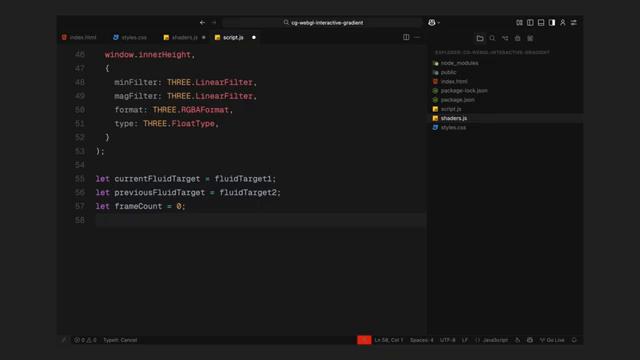 cg-webgl-interactive-gradient
index.html
styles.css
shaders.js
script.js
EXPLORER: CG-WEBGL-INTERACTIVE-GRADIENT
node_modules
public
index.html
package-lock.json
package.json
script.js
shaders.js
styles.css
46 window.innerHeight,
47 {
48 minFilter: THREE.LinearFilter,
49 magFilter: THREE.LinearFilter,
50 format: THREE.RGBAFormat,
51 type: THREE.FloatType,
52 }
53 );
54
55 let currentFluidTarget = fluidTarget1;
56 let previousFluidTarget = fluidTarget2;
57 let frameCount = 0;
58
0 0 Typelt: Cancel
Ln 58, Col 1 Spaces: 4 UTF-8 LF {} JavaScript Go Live